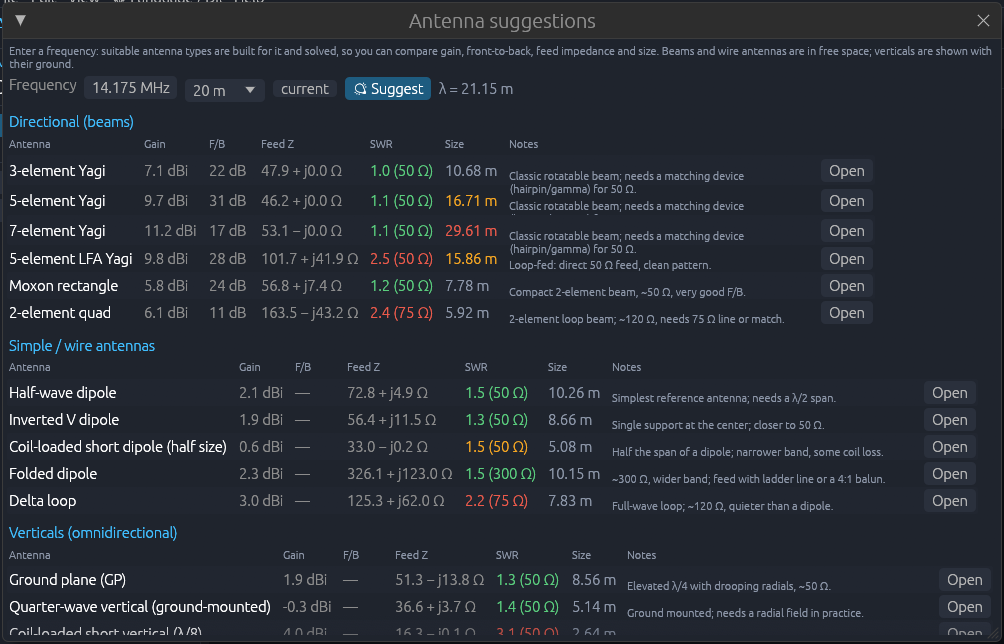 Antenna suggestions
Enter a frequency: suitable antenna types are built for it and solved, so you can compare gain, front-to-back, feed impedance and size. Beams and wire antennas are in free space; verticals are shown with
their ground.
Frequency 14.175 MHz 20 m current Suggest λ = 21.15 m
Directional (beams)
Antenna Gain F/B Feed Z SWR Size Notes
3-element Yagi 7.1 dBi 22 dB 47.9 + j0.0 Ω 1.0 (50 Ω) 10.68 m Classic rotatable beam; needs a matching device Open
(hairpin/gamma) for 50 Ω.
5-element Yagi 9.7 dBi 31 dB 46.2 + j0.0 Ω 1.1 (50 Ω) 16.71 m Classic rotatable beam; needs a matching device Open
7-element Yagi 11.2 dBi 17 dB 53.1 − j0.0 Ω 1.1 (50 Ω) 29.61 m Classic rotatable beam; needs a matching device Open
(hairpin/gamma) for 50 Ω.
5-element LFA Yagi 9.8 dBi 28 dB 101.7 + j41.9 Ω 2.5 (50 Ω) 15.86 m Loop-fed: direct 50 Ω feed, clean pattern. Open
Moxon rectangle 5.8 dBi 24 dB 56.8 + j7.4 Ω 1.2 (50 Ω) 7.78 m Compact 2-element beam, ~50 Ω, very good F/B. Open
2-element quad 6.1 dBi 11 dB 163.5 − j43.2 Ω 2.4 (75 Ω) 5.92 m 2-element loop beam; ~120 Ω, needs 75 Ω line or match. Open
Simple / wire antennas
Antenna Gain F/B Feed Z SWR Size Notes
Half-wave dipole 2.1 dBi — 72.8 + j4.9 Ω 1.5 (50 Ω) 10.26 m Simplest reference antenna; needs a λ/2 span. Open
Inverted V dipole 1.9 dBi — 56.4 + j11.5 Ω 1.3 (50 Ω) 8.66 m Single support at the center; closer to 50 Ω. Open
Coil-loaded short dipole (half size) 0.6 dBi — 33.0 − j0.2 Ω 1.5 (50 Ω) 5.08 m Half the span of a dipole; narrower band, some coil loss. Open
Folded dipole 2.3 dBi — 326.1 + j123.0 Ω 1.5 (300 Ω) 10.15 m ~300 Ω, wider band; feed with ladder line or a 4:1 balun. Open
Delta loop 3.0 dBi — 125.3 + j62.0 Ω 2.2 (75 Ω) 7.83 m Full-wave loop; ~120 Ω, quieter than a dipole. Open
Verticals (omnidirectional)
Antenna Gain F/B Feed Z SWR Size Notes
Ground plane (GP) 1.9 dBi — 51.3 − j13.8 Ω 1.3 (50 Ω) 8.56 m Elevated λ/4 with drooping radials, ~50 Ω. Open
Quarter-wave vertical (ground-mounted) -0.3 dBi — 36.6 + j3.7 Ω 1.4 (50 Ω) 5.14 m Ground mounted; needs a radial field in practice. Open
Coil-loaded short vertical (λ/8) 4.0 dBi — 16.3 − j0.1 Ω 3.1 (50 Ω) 2.64 m Open